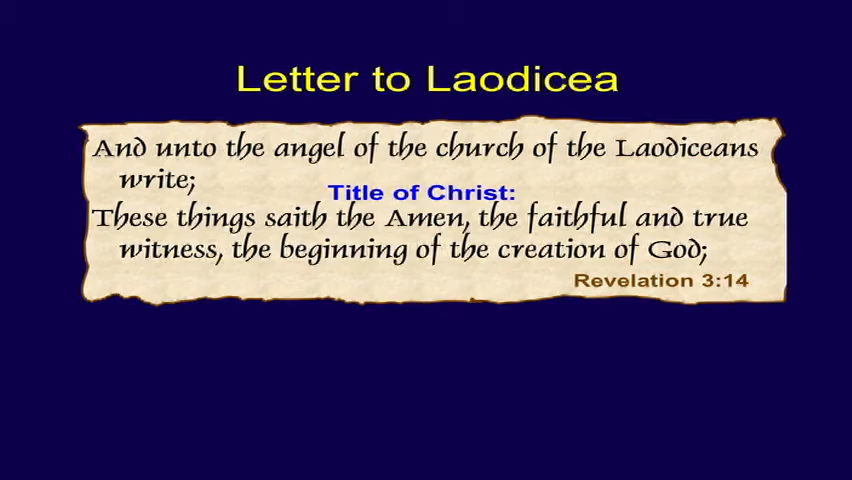 Letter to Laodicea
And unto the angel of the church of the Laodiceans
write;
Title of Christ:
These things saith the Amen, the faithful and true
witness, the beginning of the creation of God;
Revelation 3:14